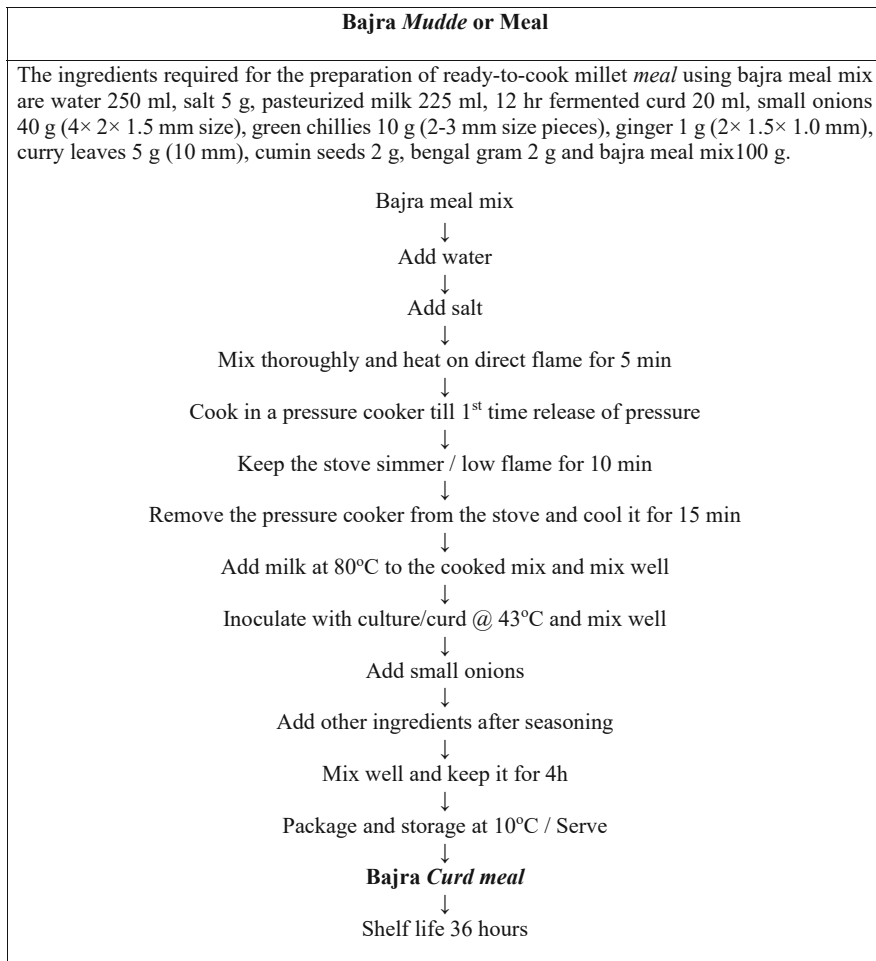 Bajra Mudde or Meal
The ingredients required for the preparation of ready-to-cook millet meal using bajra meal mix
are water 250 ml, salt 5 g, pasteurized milk 225 ml, 12 hr fermented curd 20 ml, small onions
40 g (4× 2× 1.5 mm size), green chillies 10 g (2-3 mm size pieces), ginger 1 g (2× 1.5× 1.0 mm),
curry leaves 5 g (10 mm), cumin seeds 2 g, bengal gram 2 g and bajra meal mix100 g.
Bajra meal mix
↓
Add water
↓
Add salt
↓
Mix thoroughly and heat on direct flame for 5 min
↓
Cook in a pressure cooker till 1st time release of pressure
↓
Keep the stove simmer / low flame for 10 min
↓
Remove the pressure cooker from the stove and cool it for 15 min
↓
Add milk at 80°C to the cooked mix and mix well
↓
Inoculate with culture/curd @ 43°C and mix well
↓
Add small onions
↓
Add other ingredients after seasoning
↓
Mix well and keep it for 4h
↓
Package and storage at 10°C / Serve
↓
Bajra Curd meal
↓
Shelf life 36 hours